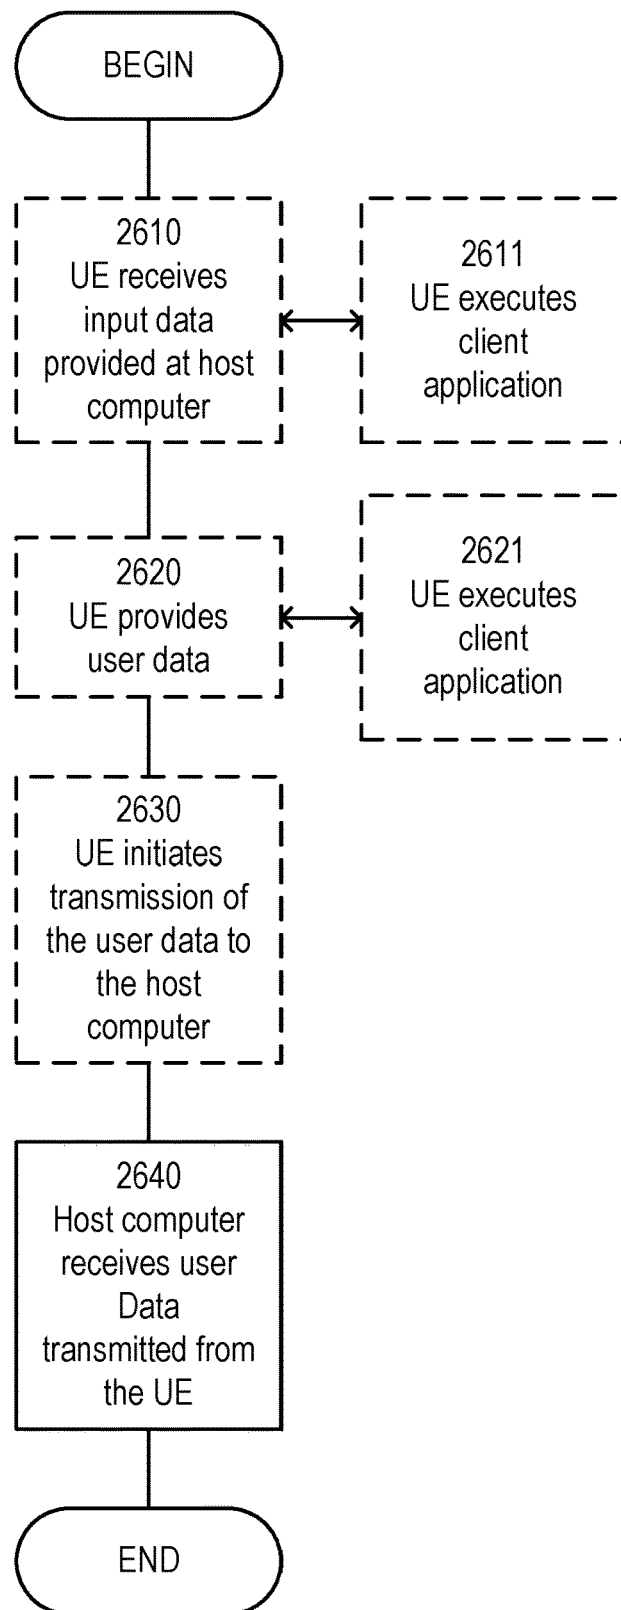 BEGIN
2610
UE receives
input data
provided at host
computer
2611
UE executes
client
application
2620
UE provides
user data
2621
UE executes
client
application
2630
UE initiates
transmission of
the user data to
the host
computer
2640
Host computer
receives user
Data
transmitted from
the UE
END